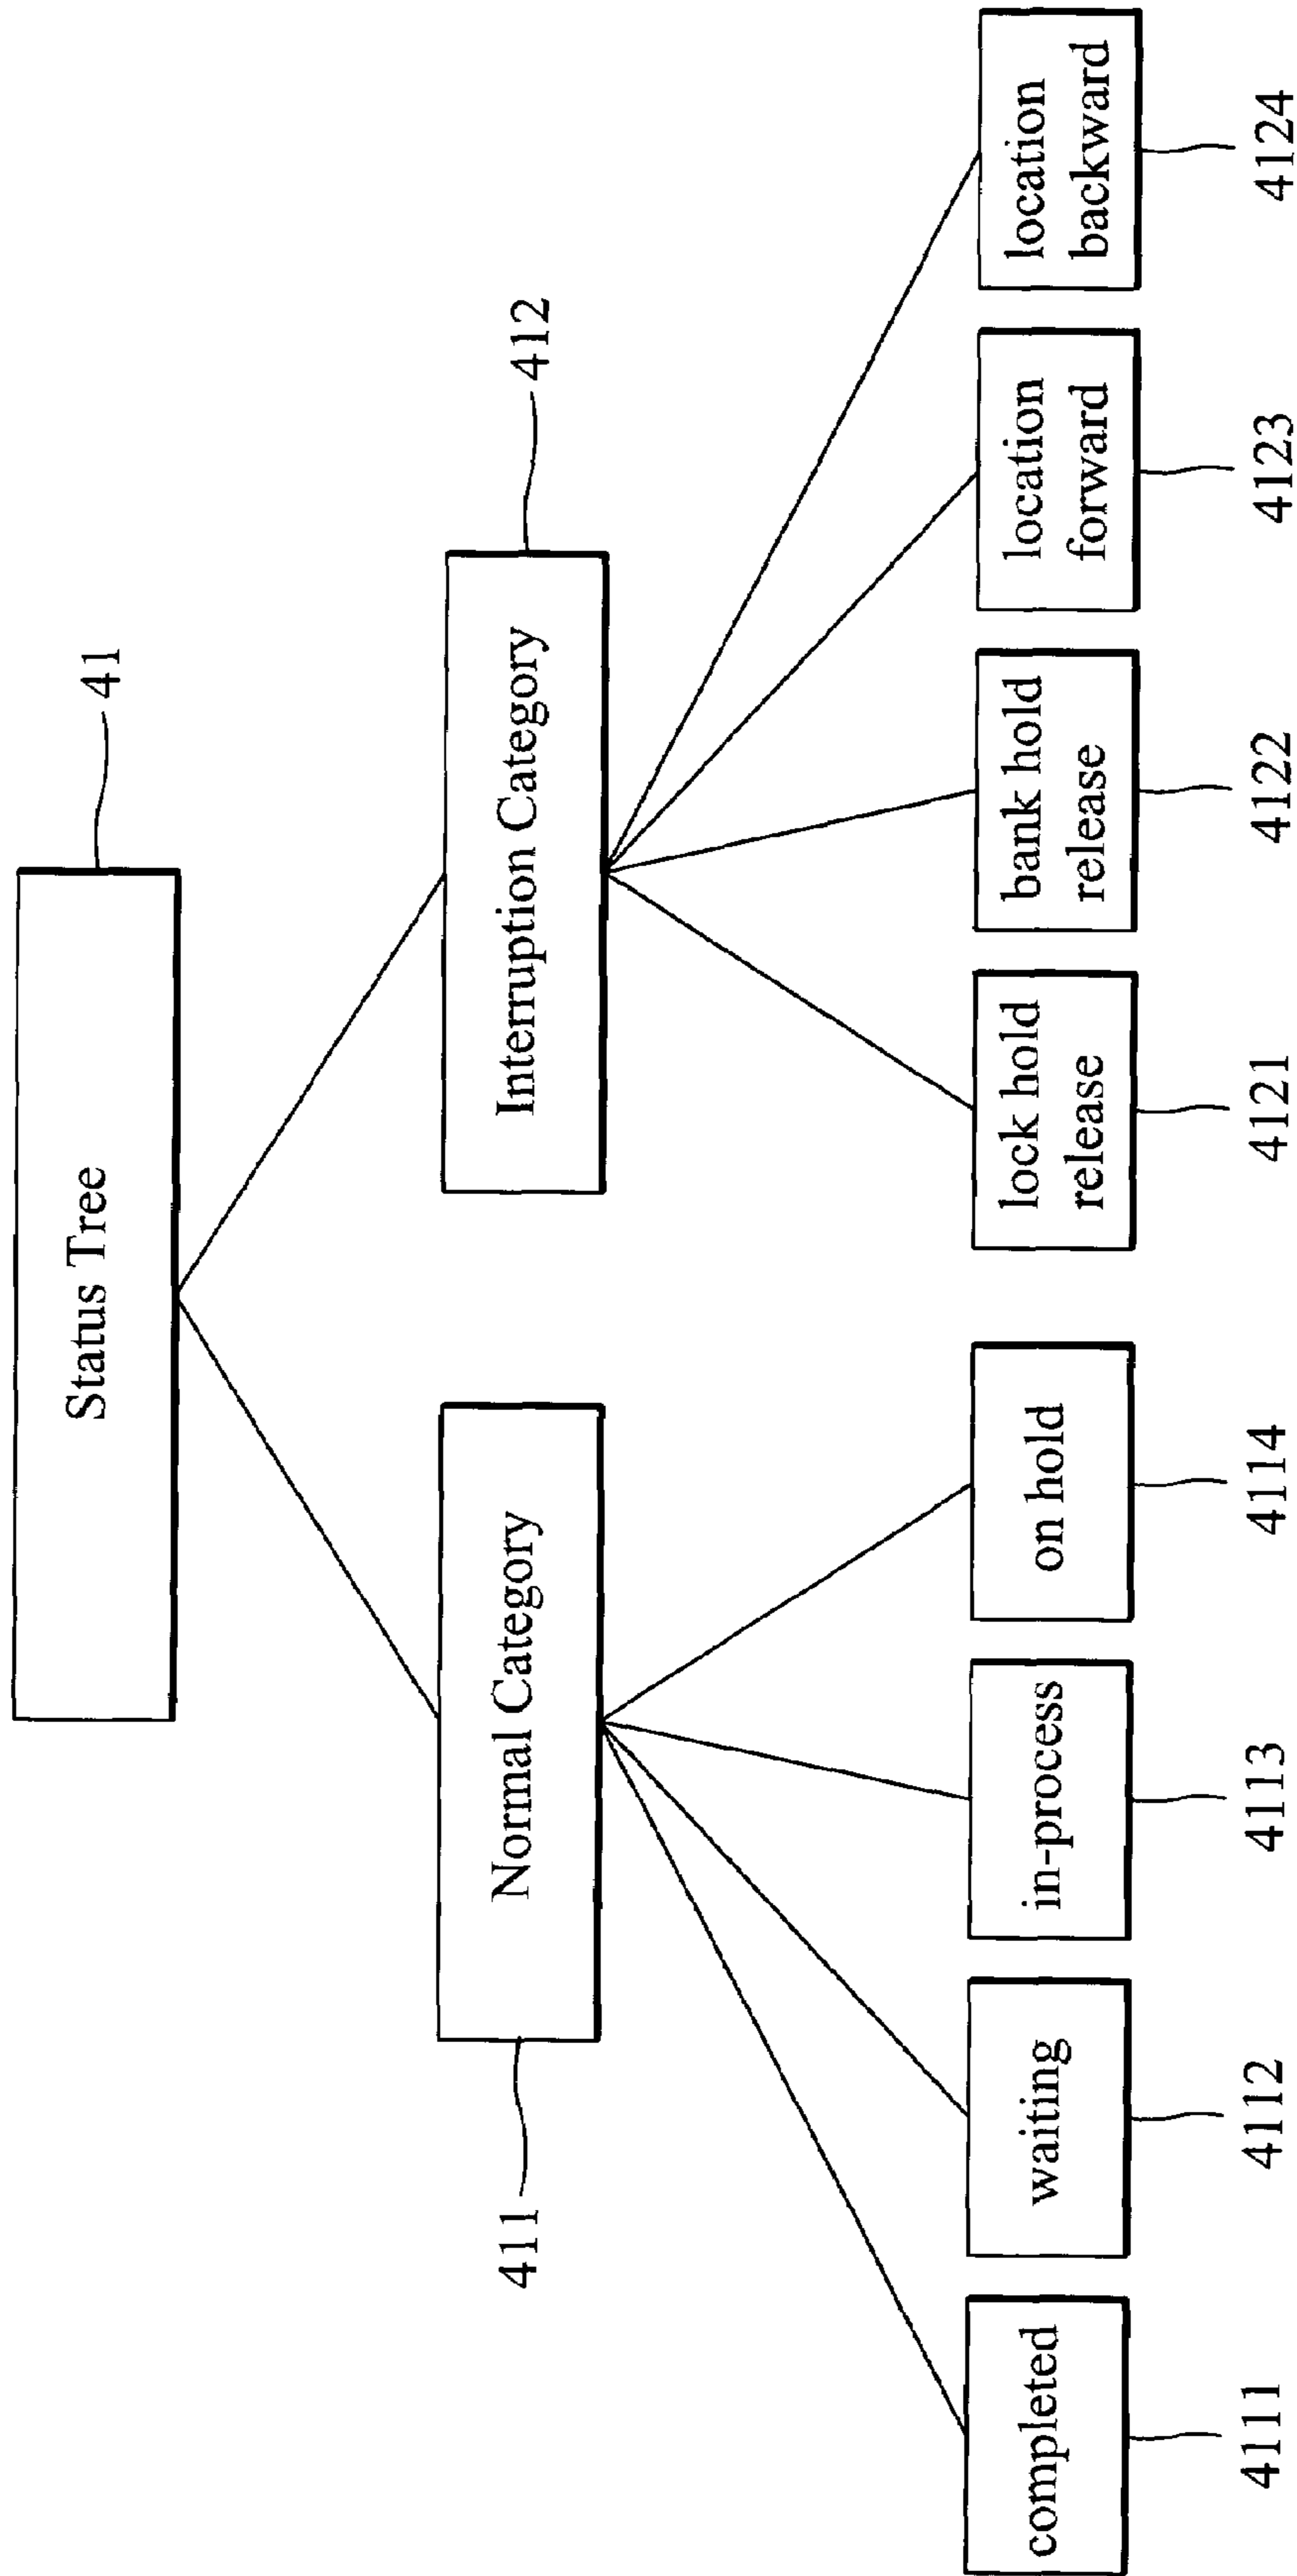 Status Tree
41
Normal Category
411
Interruption Category
412
completed
waiting
in-process
on hold
lock hold
release
bank hold
release
location
forward
location
backward
4111
4112
4113
4114
4121
4122
4123
4124